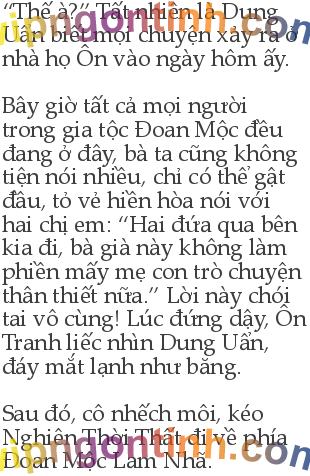 “Thế à?” Tất nhiên là Dung
Uẩn biết mọi chuyện xảy ra ở
nhà họ Ôn vào ngày hôm ấy.
Bây giờ tất cả mọi người
trong gia tộc Đoan Mộc đều
đang ở đây, bà ta cũng không
tiện nói nhiều, chỉ có thể gật
đầu, tỏ vẻ hiền hòa nói với
hai chị em: “Hai đứa qua bên
kia đi, bà già này không làm
phiền mấy mẹ con trò chuyện
thân thiết nữa.” Lời này chói
tai vô cùng! Lúc đứng dậy, Ôn
Tranh liếc nhìn Dung Uẩn,
đáy mắt lạnh như băng.
Sau đó, cô nhếch môi, kéo
Nghiên Thời Thất đi về phía
Đoan Mộc Lam Nhã.